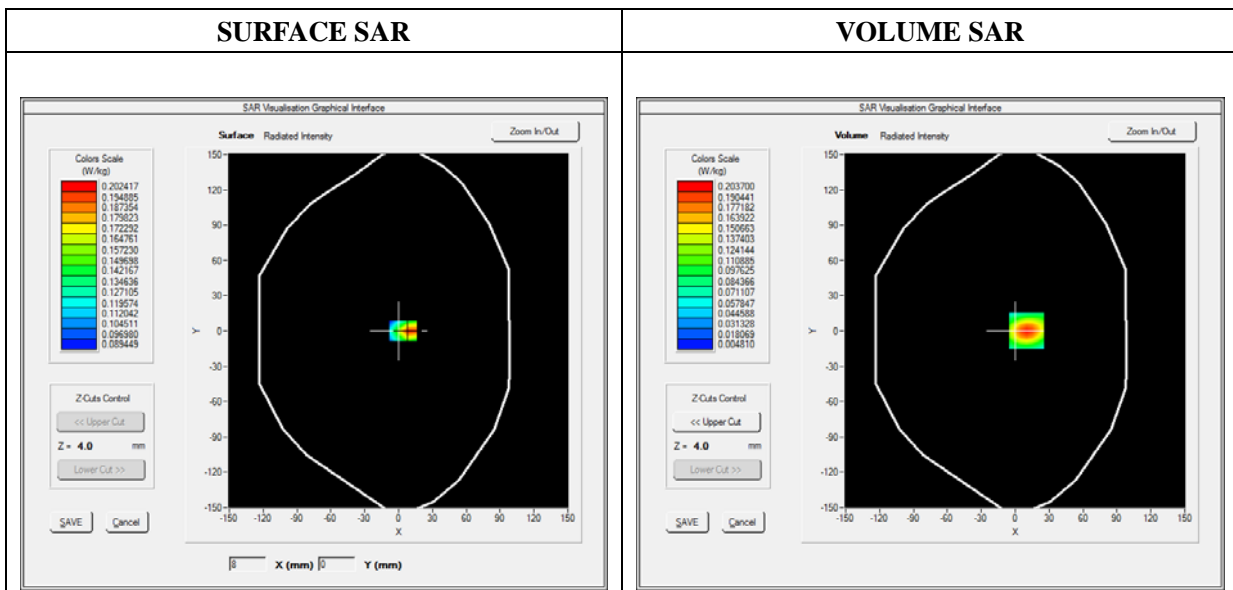 SURFACE SAR
VOLUME SAR
SAR Visualisation Graphical Interface
Surface Radiated Intensity
Zoom In/Out
Colors Scale
(W/kg)
0.202417
0.194885
0.187354
0.179823
0.172292
0.164761
0.157230
0.149698
0.142167
0.134636
0.127105
0.119574
0.112042
0.104511
0.096980
0.089449
150
120
90
60
30
0
-30
-60
-90
-120
-150
Y
-150 -120 -90 -60 -30 0 30 60 90 120 150
X
Z-Cuts Control
<< Upper Cut
Z = 4.0 mm
Lower Cut >>
SAVE Cancel
8 X (mm) 0 Y (mm)
SAR Visualisation Graphical Interface
Volume Radiated Intensity
Zoom In/Out
Colors Scale
(W/kg)
0.203700
0.190441
0.177182
0.163922
0.150663
0.137403
0.124144
0.110885
0.097625
0.084366
0.071107
0.057847
0.044588
0.031328
0.018069
0.004810
150
120
90
60
30
0
-30
-60
-90
-120
-150
Y
-150 -120 -90 -60 -30 0 30 60 90 120 150
X
Z-Cuts Control
<< Upper Cut
Z = 4.0 mm
Lower Cut >>
SAVE Cancel